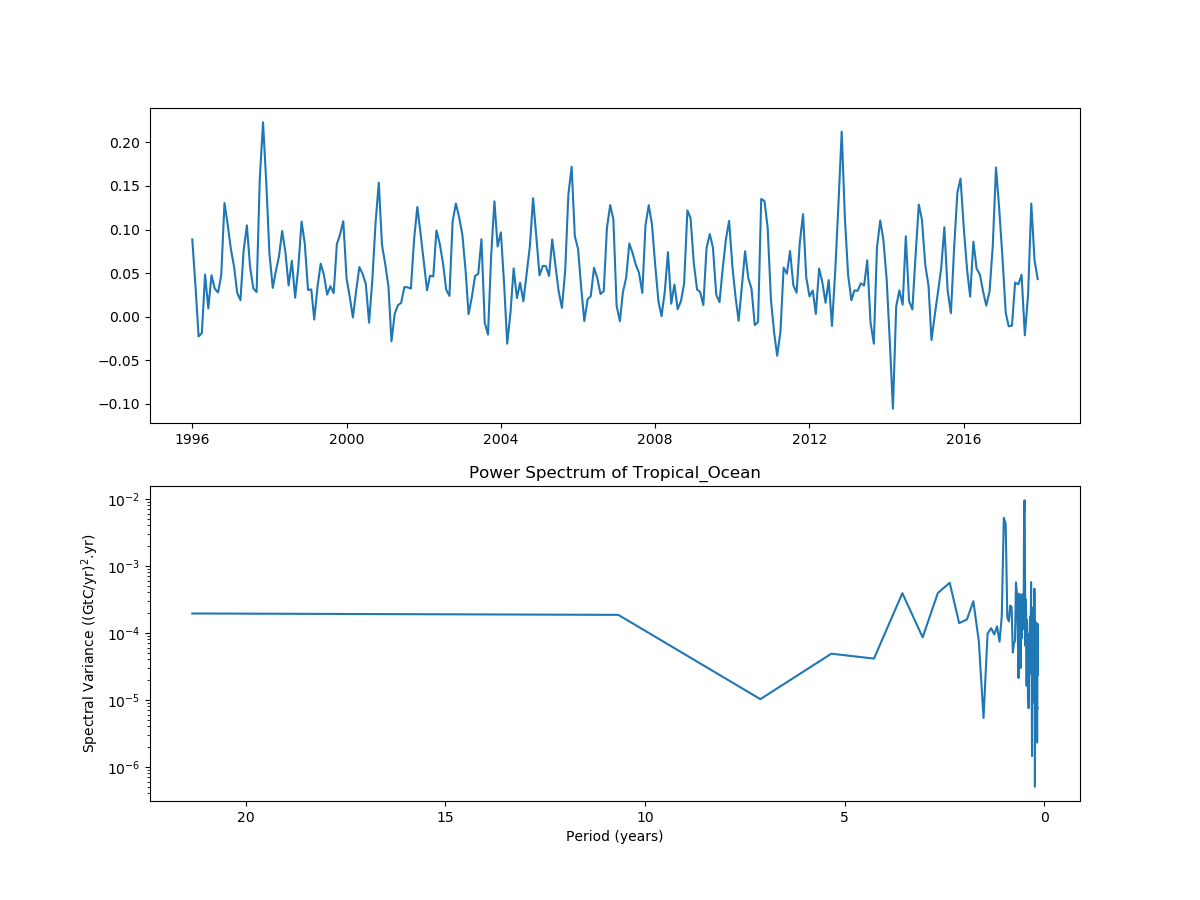 0.20
0.15
0.10
0.05
0.00
−0.05
−0.10
1996 2000 2004 2008 2012 2016
Power Spectrum of Tropical_Ocean
10⁻²
10⁻³
10⁻⁴
10⁻⁵
10⁻⁶
Spectral Variance ((GtC/yr)².yr)
20 15 10 5 0
Period (years)